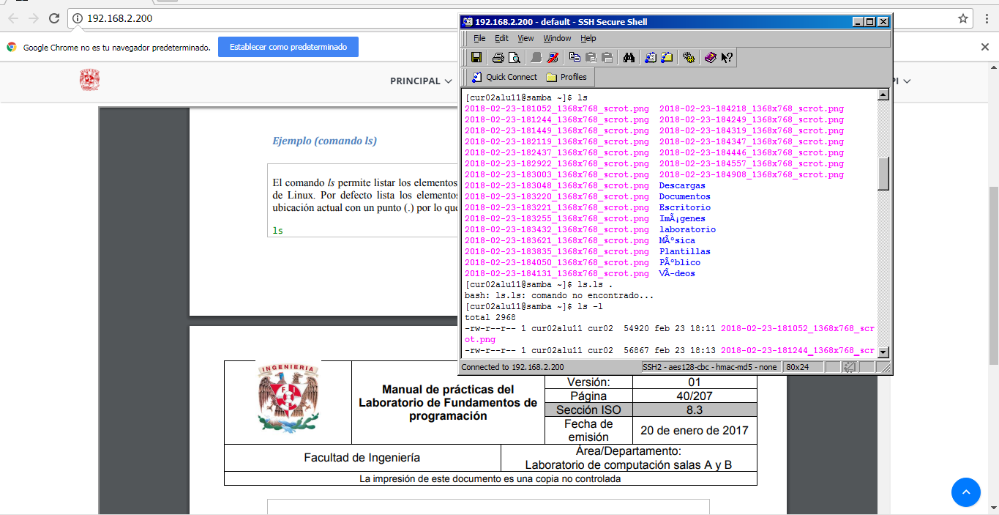 192.168.2.200
Google Chrome no es tu navegador predeterminado. Establecer como predeterminado
PRINCIPAL
PI
Ejemplo (comando ls)
El comando ls permite listar los elementos
de Linux. Por defecto lista los elementos
ubicación actual con un punto (.) por lo que
ls
192.168.2.200 - default - SSH Secure Shell
File Edit View Window Help
Quick Connect Profiles
[cur02alu11@samba ~]$ ls
2018-02-23-181052_1368x768_scrot.png 2018-02-23-184218_1368x768_scrot.png
2018-02-23-181244_1368x768_scrot.png 2018-02-23-184249_1368x768_scrot.png
2018-02-23-181449_1368x768_scrot.png 2018-02-23-184319_1368x768_scrot.png
2018-02-23-182119_1368x768_scrot.png 2018-02-23-184347_1368x768_scrot.png
2018-02-23-182437_1368x768_scrot.png 2018-02-23-184446_1368x768_scrot.png
2018-02-23-182922_1368x768_scrot.png 2018-02-23-184557_1368x768_scrot.png
2018-02-23-183003_1368x768_scrot.png 2018-02-23-184908_1368x768_scrot.png
2018-02-23-183048_1368x768_scrot.png Descargas
2018-02-23-183220_1368x768_scrot.png Documentos
2018-02-23-183221_1368x768_scrot.png Escritorio
2018-02-23-183255_1368x768_scrot.png ImÃ¡genes
2018-02-23-183432_1368x768_scrot.png laboratorio
2018-02-23-183621_1368x768_scrot.png MÃºsica
2018-02-23-183835_1368x768_scrot.png Plantillas
2018-02-23-184050_1368x768_scrot.png PÃºblico
2018-02-23-184131_1368x768_scrot.png VÃ-deos
[cur02alu11@samba ~]$ ls.ls .
bash: ls.ls: comando no encontrado...
[cur02alu11@samba ~]$ ls -l
total 2968
-rw-r--r-- 1 cur02alu11 cur02 54920 feb 23 18:11 2018-02-23-181052_1368x768_scr
ot.png
-rw-r--r-- 1 cur02alu11 cur02 56867 feb 23 18:13 2018-02-23-181244_1368x768_scr
Connected to 192.168.2.200 SSH2 - aes128-cbc - hmac-md5 - none 80x24
INGENIERIA
Manual de prácticas del
Laboratorio de Fundamentos de
programación
Versión: 01
Página 40/207
Sección ISO 8.3
Fecha de
emisión
20 de enero de 2017
Facultad de Ingeniería
Área/Departamento:
Laboratorio de computación salas A y B
La impresión de este documento es una copia no controlada